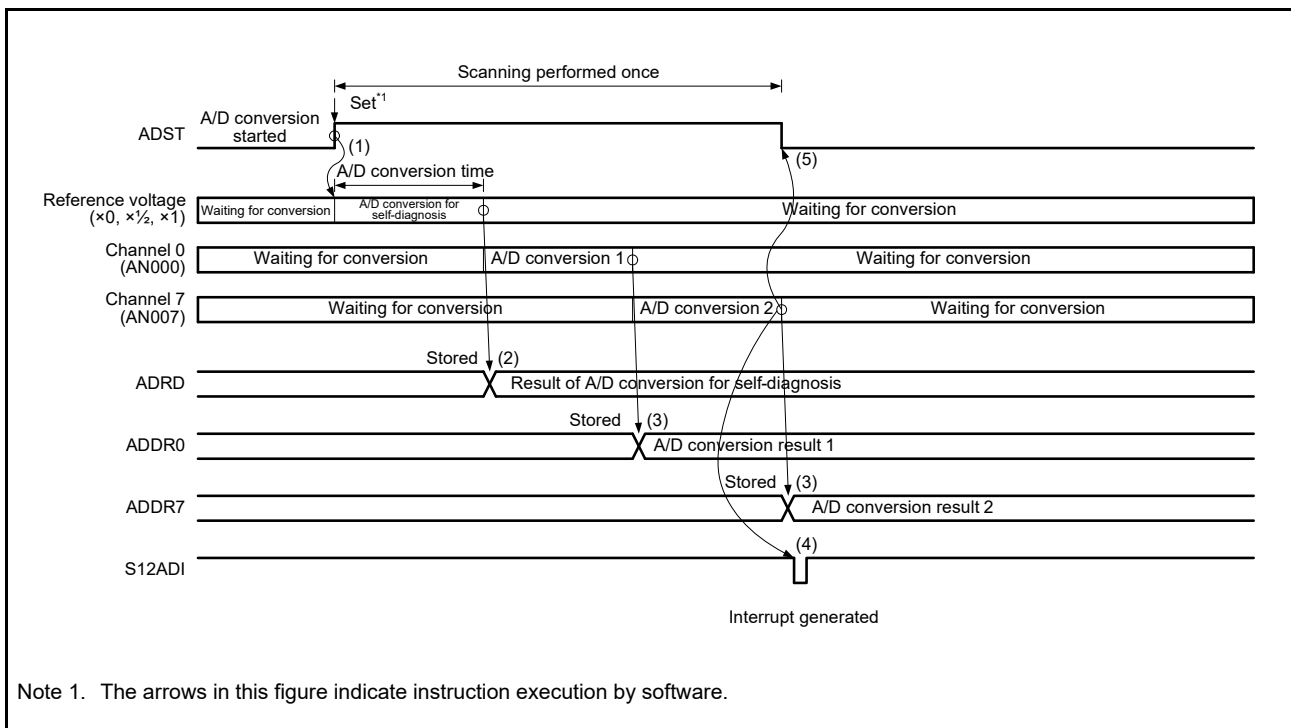 Scanning performed once
Set*1
A/D conversion
started
ADST
(1)
(5)
A/D conversion time
Reference voltage
(×0, ×½, ×1)
Waiting for conversion
A/D conversion for
self-diagnosis
Waiting for conversion
Channel 0
(AN000)
Waiting for conversion
A/D conversion 1
Waiting for conversion
Channel 7
(AN007)
Waiting for conversion
A/D conversion 2
Waiting for conversion
Stored
(2)
ADRD
Result of A/D conversion for self-diagnosis
Stored
(3)
ADDR0
A/D conversion result 1
Stored
(3)
ADDR7
A/D conversion result 2
(4)
S12ADI
Interrupt generated
Note 1. The arrows in this figure indicate instruction execution by software.